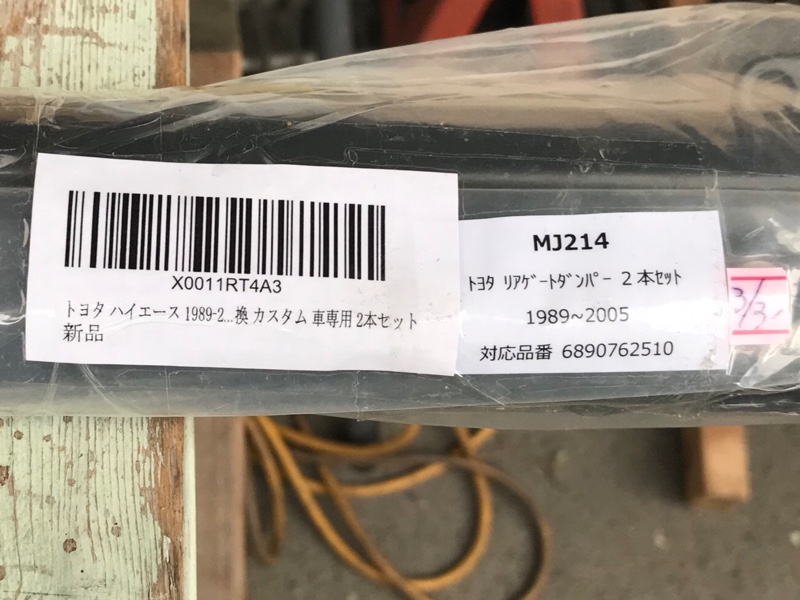 X0011RT4A3
トヨタ ハイエース 1989-2...換 カスタム 車専用 2本セット
新品
MJ214
ﾄﾖﾀ ﾘｱｹﾞｰﾄﾀﾞﾝﾊﾟｰ 2本ｾｯﾄ
1989~2005
対応品番 6890762510
3/3